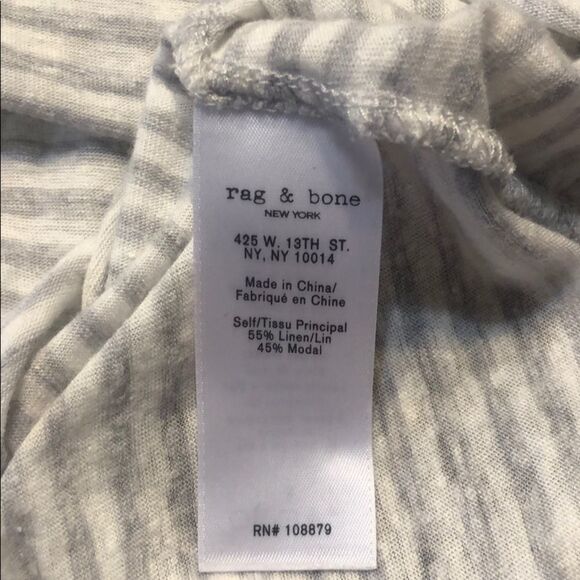 rag & bone
NEW YORK
425 W. 13TH ST.
NY, NY 10014
Made in China/
Fabriqué en Chine
Self/Tissu Principal
55% Linen/Lin
45% Modal
RN# 108879